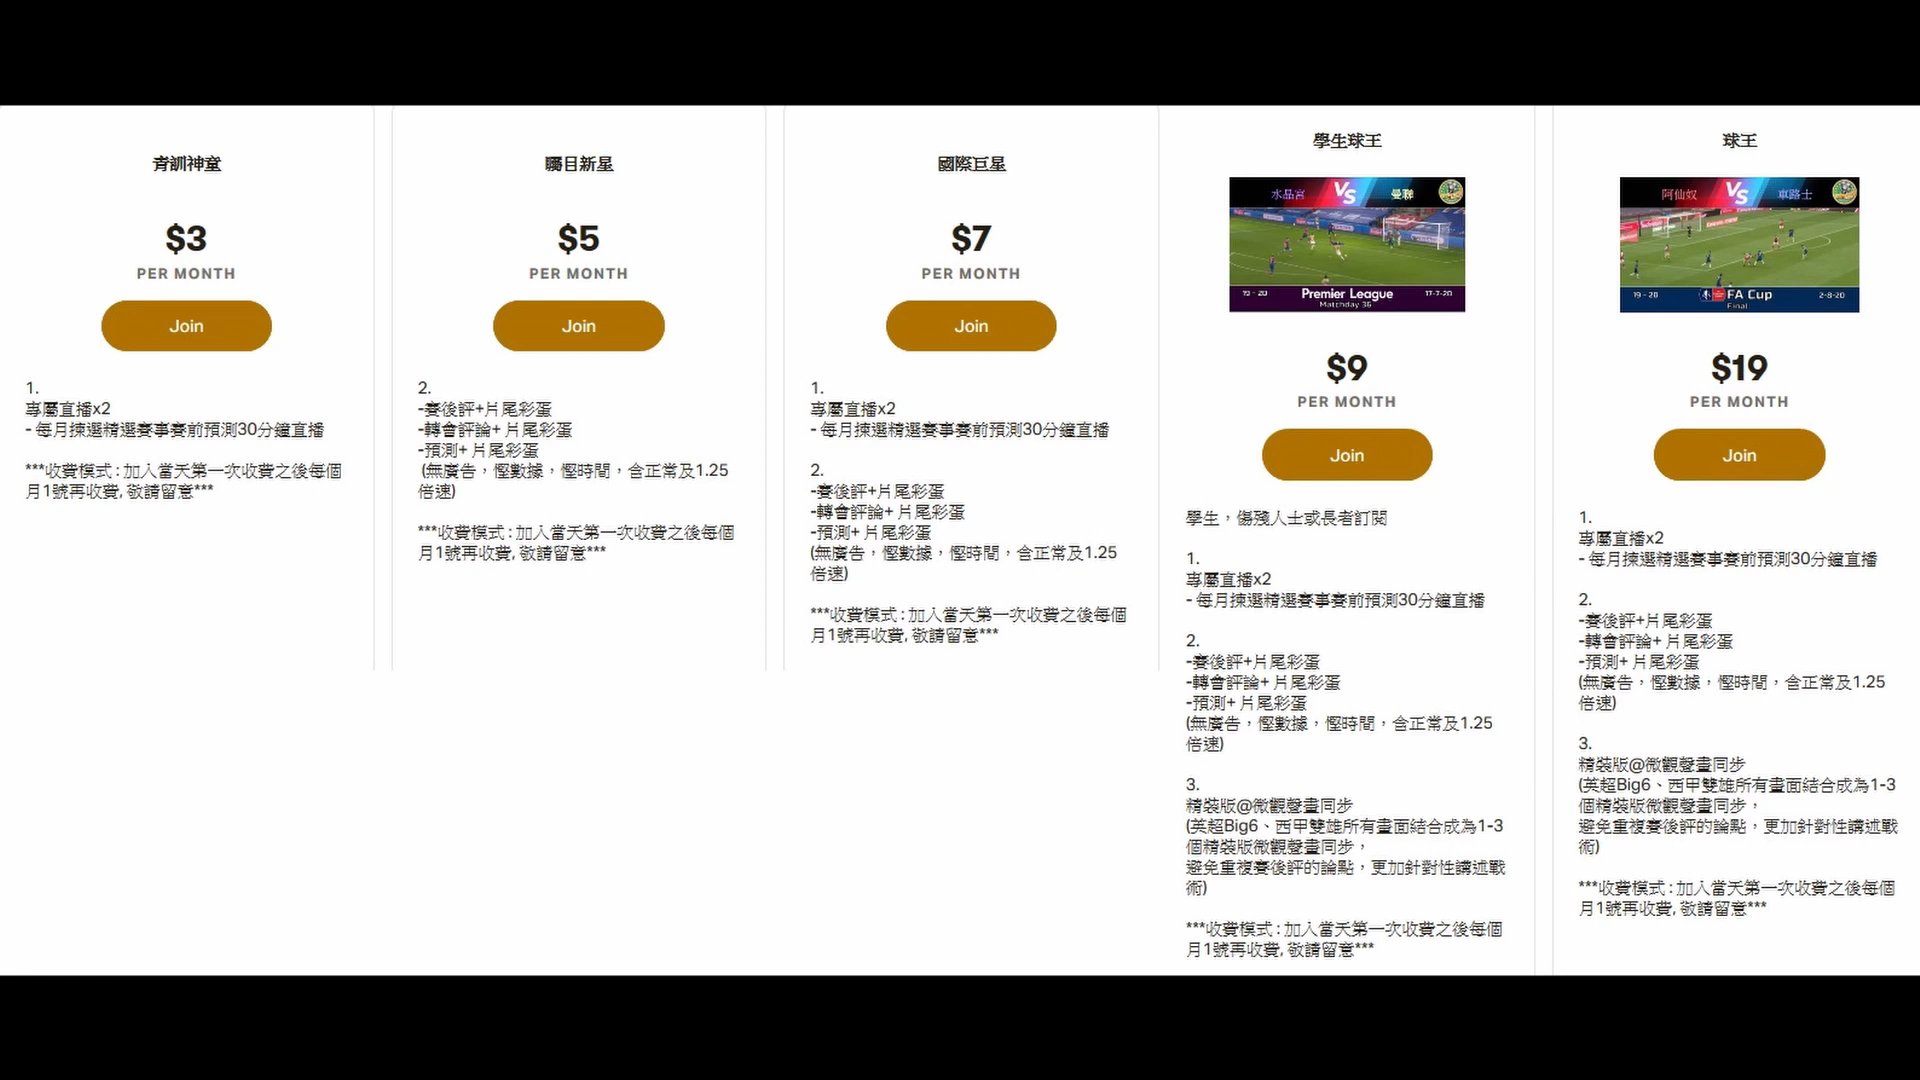 青訓神童
$3
PER MONTH
Join
1.
專屬直播x2
- 每月揀選精選賽事賽前預測30分鐘直播
***收費模式 : 加入當天第一次收費之後每個
月1號再收費, 敬請留意***
矚目新星
$5
PER MONTH
Join
2.
-賽後評+片尾彩蛋
-轉會評論+ 片尾彩蛋
-預測+ 片尾彩蛋
(無廣告，慳數據，慳時間，含正常及1.25
倍速)
***收費模式 : 加入當天第一次收費之後每個
月1號再收費, 敬請留意***
國際巨星
$7
PER MONTH
Join
1.
專屬直播x2
- 每月揀選精選賽事賽前預測30分鐘直播
2.
-賽後評+片尾彩蛋
-轉會評論+ 片尾彩蛋
-預測+ 片尾彩蛋
(無廣告，慳數據，慳時間，含正常及1.25
倍速)
***收費模式 : 加入當天第一次收費之後每個
月1號再收費, 敬請留意***
學生球王
水晶宮 VS 曼聯
19 - 20 Premier League 17-7-20
Matchday 36
$9
PER MONTH
Join
學生，傷殘人士或長者訂閱
1.
專屬直播x2
- 每月揀選精選賽事賽前預測30分鐘直播
2.
-賽後評+片尾彩蛋
-轉會評論+ 片尾彩蛋
-預測+ 片尾彩蛋
(無廣告，慳數據，慳時間，含正常及1.25
倍速)
3.
精裝版@微觀聲畫同步
(英超Big6、西甲雙雄所有畫面結合成為1-3
個精裝版微觀聲畫同步，
避免重複賽後評的論點，更加針對性講述戰
術)
***收費模式 : 加入當天第一次收費之後每個
月1號再收費, 敬請留意***
球王
阿仙奴 VS 車路士
19 - 20 FA Cup 2-8-20
Final
$19
PER MONTH
Join
1.
專屬直播x2
- 每月揀選精選賽事賽前預測30分鐘直播
2.
-賽後評+片尾彩蛋
-轉會評論+ 片尾彩蛋
-預測+ 片尾彩蛋
(無廣告，慳數據，慳時間，含正常及1.25
倍速)
3.
精裝版@微觀聲畫同步
(英超Big6、西甲雙雄所有畫面結合成為1-3
個精裝版微觀聲畫同步，
避免重複賽後評的論點，更加針對性講述戰
術)
***收費模式 : 加入當天第一次收費之後每個
月1號再收費, 敬請留意***